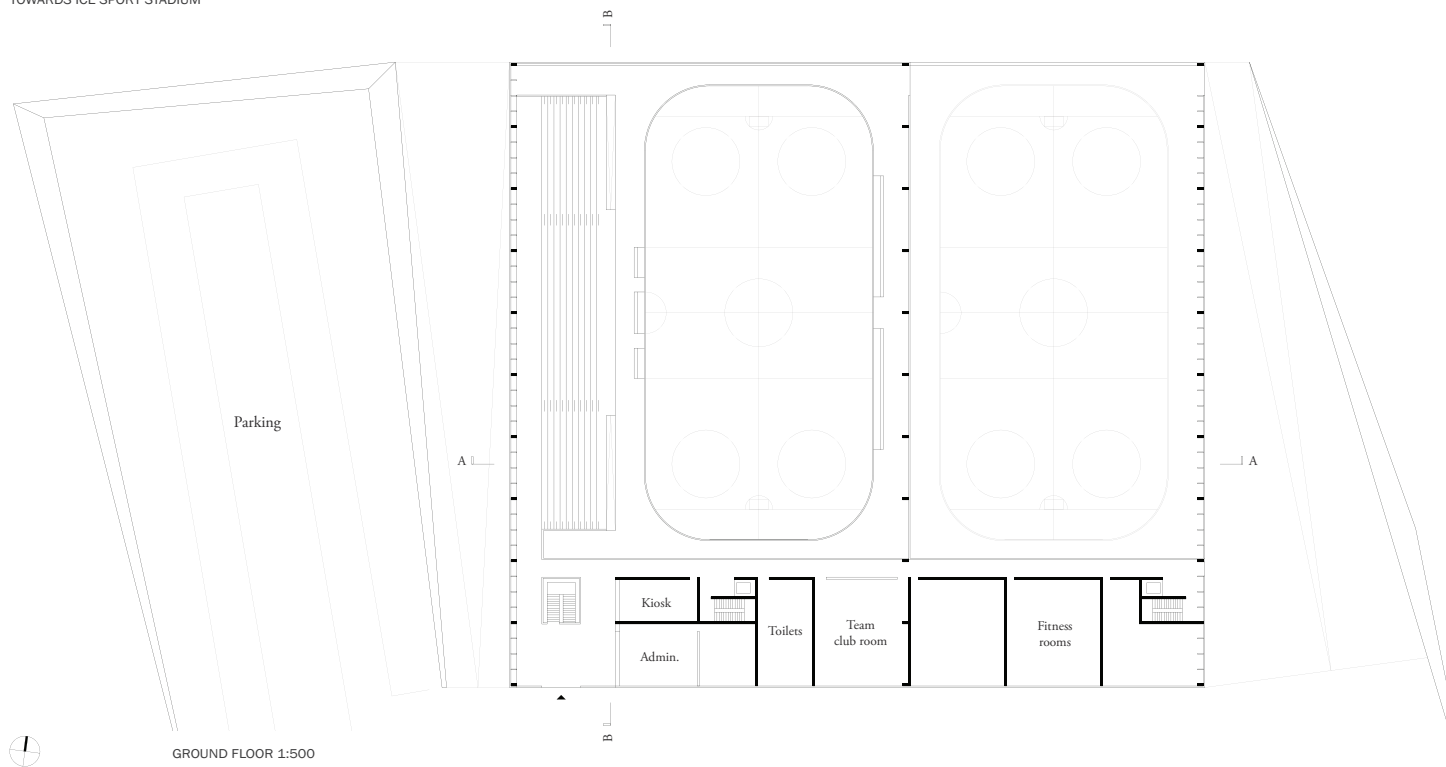 TOWARDS ICE SPORT STADIUM
B
Parking
A
A
Kiosk
Toilets
Team
club room
Fitness
rooms
Admin.
B
GROUND FLOOR 1:500